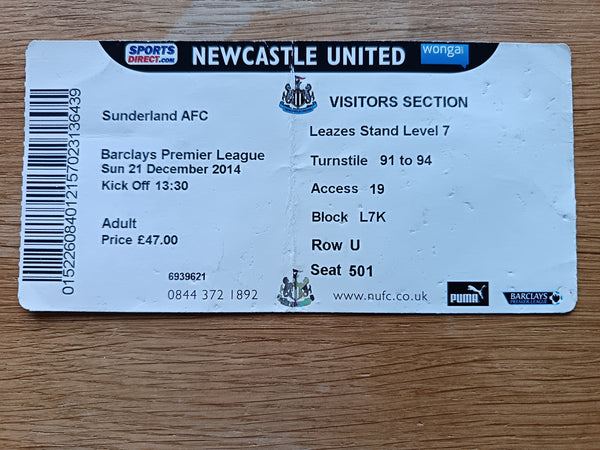 SPORTS
DIRECT.com
NEWCASTLE UNITED
wonga
VISITORS SECTION
Sunderland AFC
Leazes Stand Level 7
Barclays Premier League
Turnstile 91 to 94
Sun 21 December 2014
Kick Off 13:30
Access 19
Block L7K
Adult
Price £47.00
Row U
Seat 501
6939621
0844 372 1892
www.nufc.co.uk
PUMA
BARCLAYS
PREMIER LEAGUE
015226084012157023136439